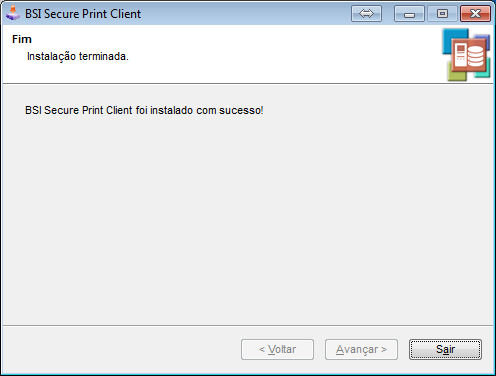 BSI Secure Print Client
Fim
Instalação terminada.
BSI Secure Print Client foi instalado com sucesso!
< Voltar
Avançar >
Sair